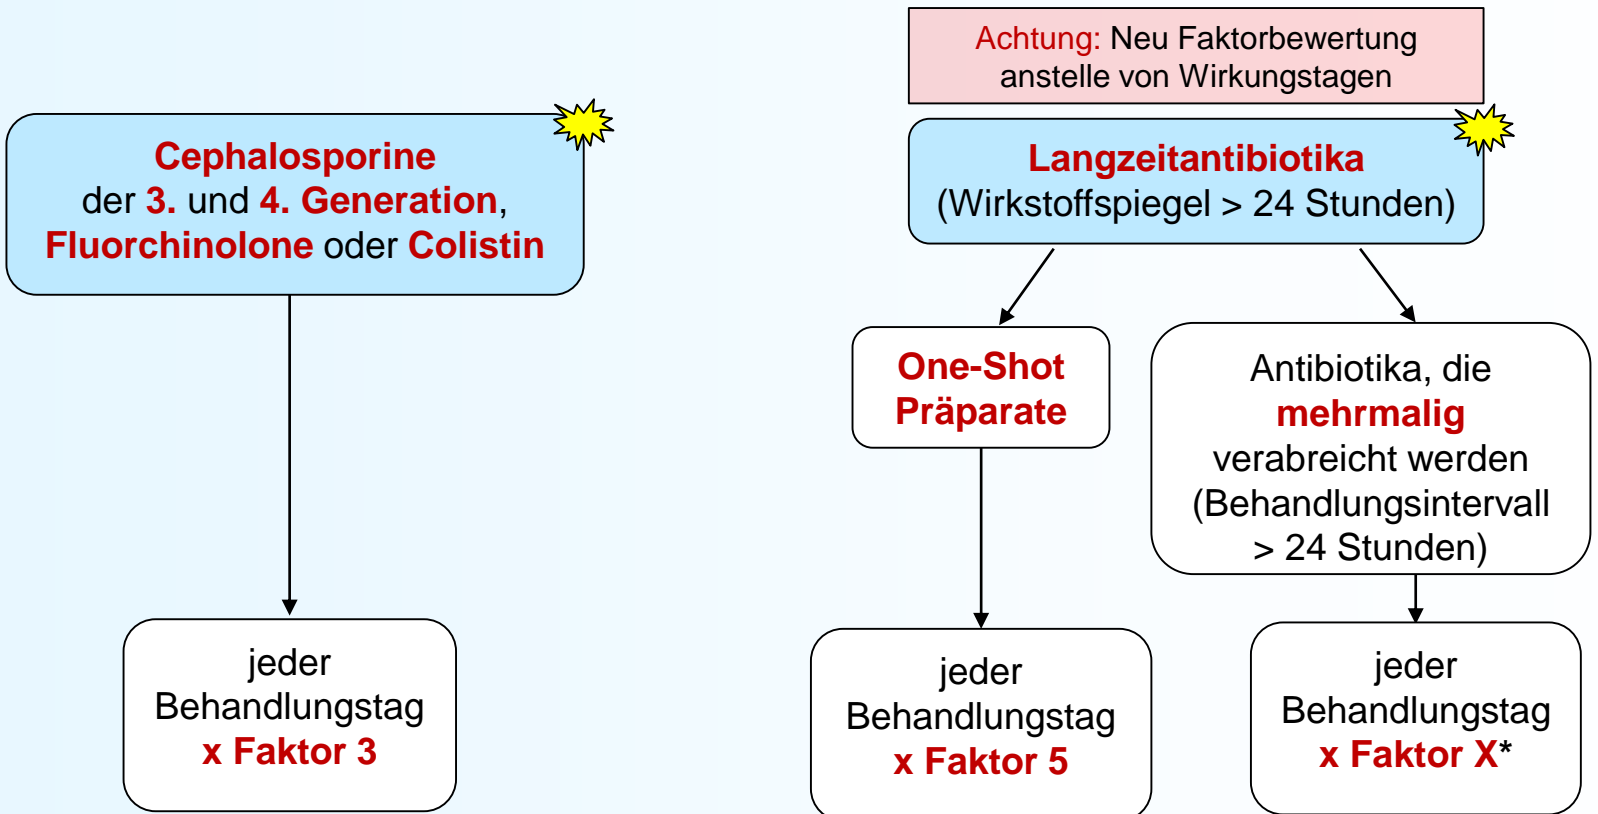 Achtung: Neu Faktorbewertung
anstelle von Wirkungstagen
Cephalosporine
der 3. und 4. Generation,
Fluorchinolone oder Colistin
Langzeitantibiotika
(Wirkstoffspiegel > 24 Stunden)
One-Shot
Präparate
Antibiotika, die
mehrmalig
verabreicht werden
(Behandlungsintervall
> 24 Stunden)
jeder
Behandlungstag
x Faktor 3
jeder
Behandlungstag
x Faktor 5
jeder
Behandlungstag
x Faktor X*